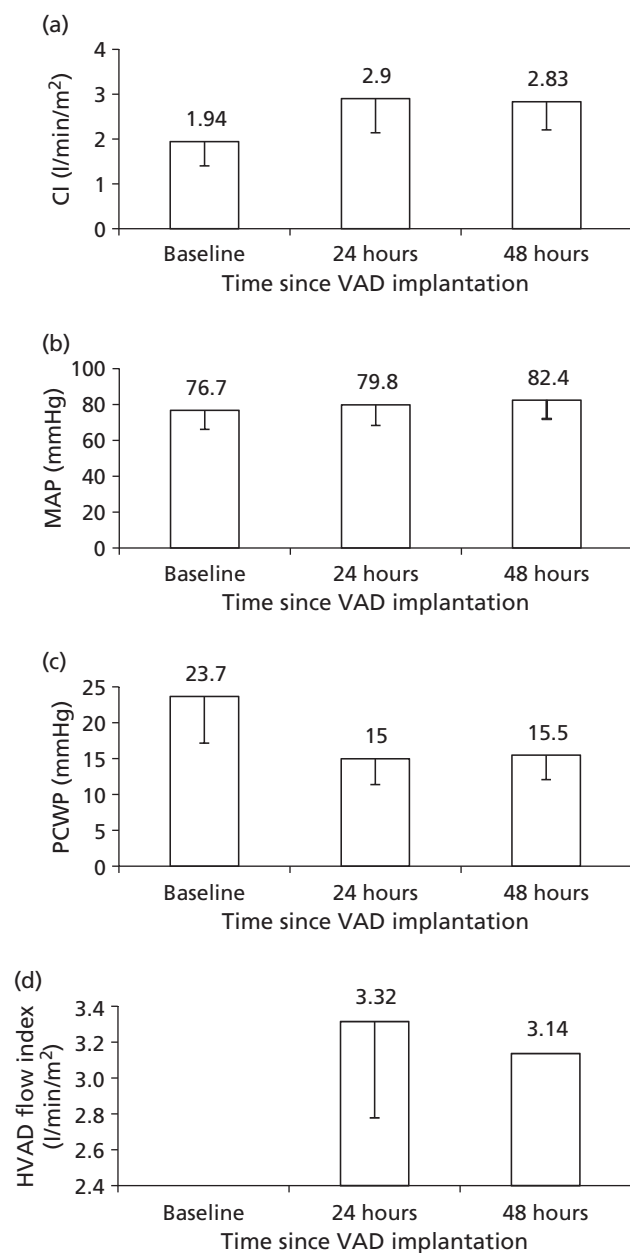 (a)
4
3
2
1
0
CI (l/min/m²)
1.94
2.9
2.83
Baseline
24 hours
48 hours
Time since VAD implantation
(b)
100
80
60
40
20
0
MAP (mmHg)
76.7
79.8
82.4
Baseline
24 hours
48 hours
Time since VAD implantation
(c)
25
20
15
10
5
0
PCWP (mmHg)
23.7
15
15.5
Baseline
24 hours
48 hours
Time since VAD implantation
(d)
3.4
3.2
3.0
2.8
2.6
2.4
HVAD flow index
(l/min/m²)
3.32
3.14
Baseline
24 hours
48 hours
Time since VAD implantation